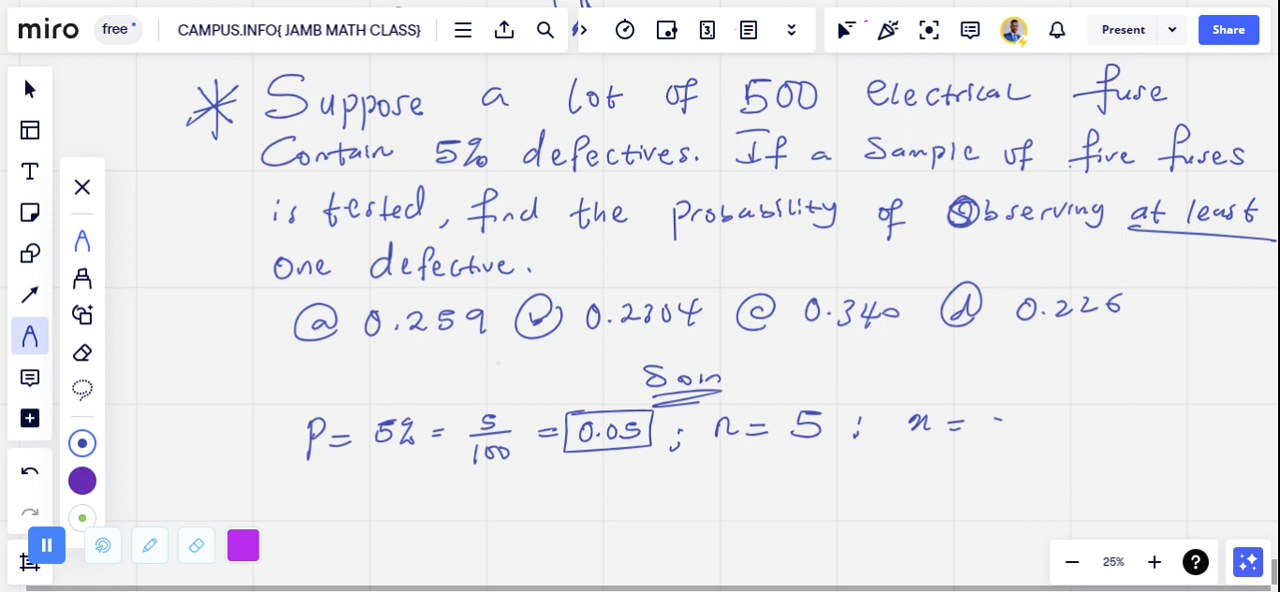 miro free CAMPUS.INFO{ JAMB MATH CLASS} 3 Present Share
* Suppose a lot of 500 electrical fuse
Contain 5% defectives. If a Sample of five fuses
is tested, find the probability of Observing at least
one defective.
(a) 0.259 (b) 0.2304 (c) 0.340 (d) 0.226
Soln
P = 5% = 5/100 = 0.05 ; n = 5 ; x =
25%